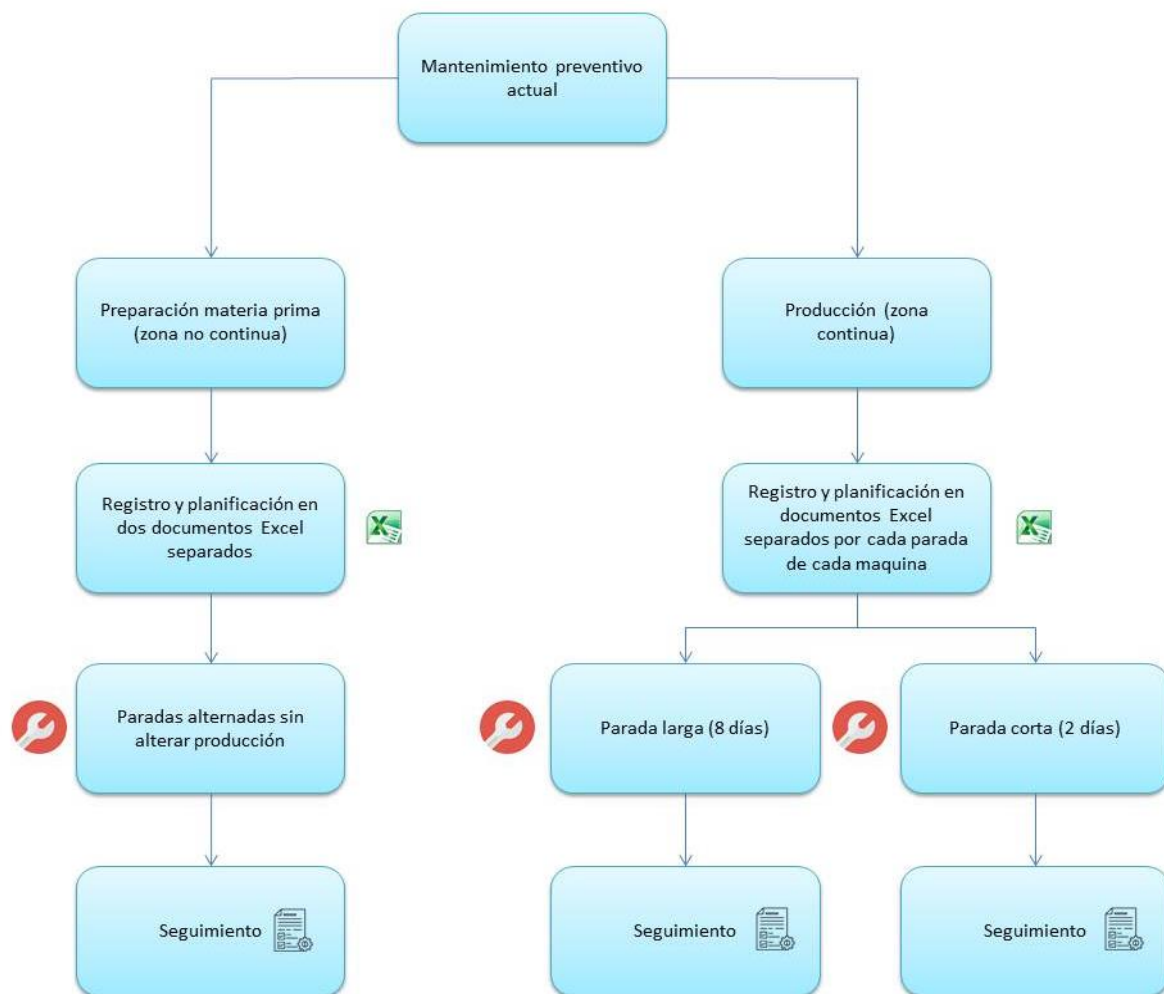 Mantenimiento preventivo
actual
Preparación materia prima
(zona no continua)
Producción (zona
continua)
Registro y planificación en
dos documentos Excel
separados
Registro y planificación en
documentos Excel
separados por cada parada
de cada maquina
Paradas alternadas sin
alterar producción
Parada larga (8 días)
Parada corta (2 días)
Seguimiento
Seguimiento
Seguimiento